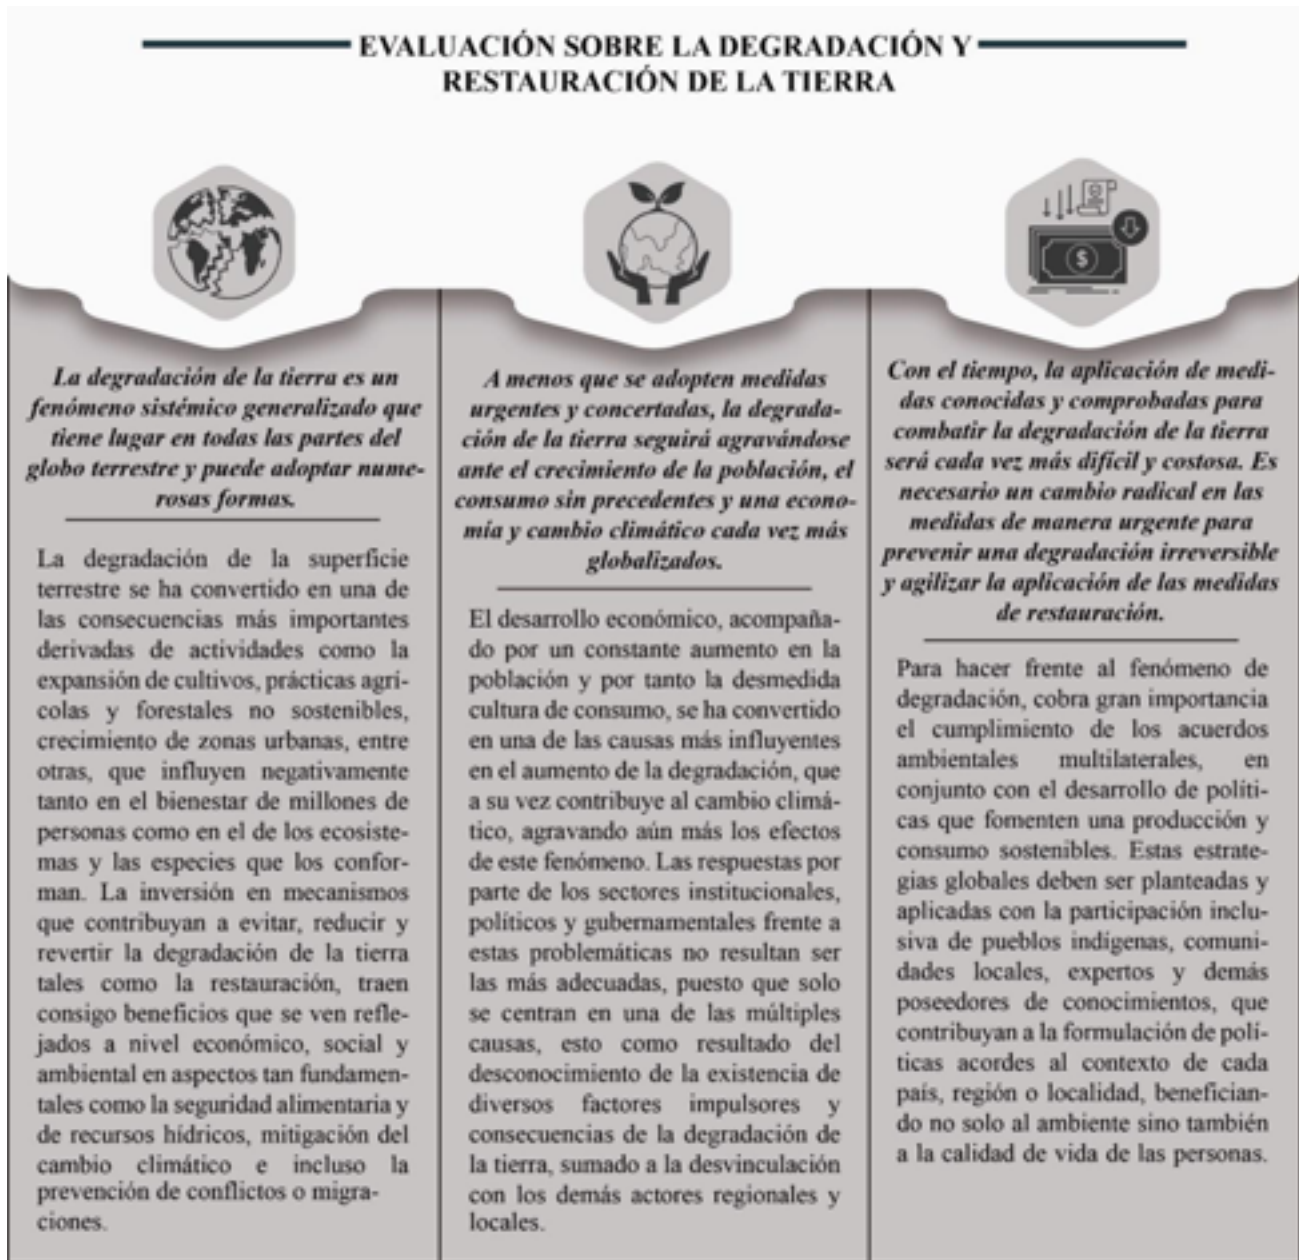 EVALUACIÓN SOBRE LA DEGRADACIÓN Y
RESTAURACIÓN DE LA TIERRA
La degradación de la tierra es un
fenómeno sistémico generalizado que
tiene lugar en todas las partes del
globo terrestre y puede adoptar nume-
rosas formas.
La degradación de la superficie
terrestre se ha convertido en una de
las consecuencias más importantes
derivadas de actividades como la
expansión de cultivos, prácticas agrí-
colas y forestales no sostenibles,
crecimiento de zonas urbanas, entre
otras, que influyen negativamente
tanto en el bienestar de millones de
personas como en el de los ecosiste-
mas y las especies que los confor-
man. La inversión en mecanismos
que contribuyan a evitar, reducir y
revertir la degradación de la tierra
tales como la restauración, traen
consigo beneficios que se ven refle-
jados a nivel económico, social y
ambiental en aspectos tan fundamen-
tales como la seguridad alimentaria y
de recursos hídricos, mitigación del
cambio climático e incluso la
prevención de conflictos o migra-
ciones.
A menos que se adopten medidas
urgentes y concertadas, la degrada-
ción de la tierra seguirá agravándose
ante el crecimiento de la población, el
consumo sin precedentes y una econo-
mía y cambio climático cada vez más
globalizados.
El desarrollo económico, acompaña-
do por un constante aumento en la
población y por tanto la desmedida
cultura de consumo, se ha convertido
en una de las causas más influyentes
en el aumento de la degradación, que
a su vez contribuye al cambio climá-
tico, agravando aún más los efectos
de este fenómeno. Las respuestas por
parte de los sectores institucionales,
políticos y gubernamentales frente a
estas problemáticas no resultan ser
las más adecuadas, puesto que solo
se centran en una de las múltiples
causas, esto como resultado del
desconocimiento de la existencia de
diversos factores impulsores y
consecuencias de la degradación de
la tierra, sumado a la desvinculación
con los demás actores regionales y
locales.
$
Con el tiempo, la aplicación de medi-
das conocidas y comprobadas para
combatir la degradación de la tierra
será cada vez más difícil y costosa. Es
necesario un cambio radical en las
medidas de manera urgente para
prevenir una degradación irreversible
y agilizar la aplicación de las medidas
de restauración.
Para hacer frente al fenómeno de
degradación, cobra gran importancia
el cumplimiento de los acuerdos
ambientales multilaterales, en
conjunto con el desarrollo de políti-
cas que fomenten una producción y
consumo sostenibles. Estas estrate-
gias globales deben ser planteadas y
aplicadas con la participación inclu-
siva de pueblos indígenas, comuni-
dades locales, expertos y demás
poseedores de conocimientos, que
contribuyan a la formulación de polí-
ticas acordes al contexto de cada
país, región o localidad, benefician-
do no solo al ambiente sino también
a la calidad de vida de las personas.